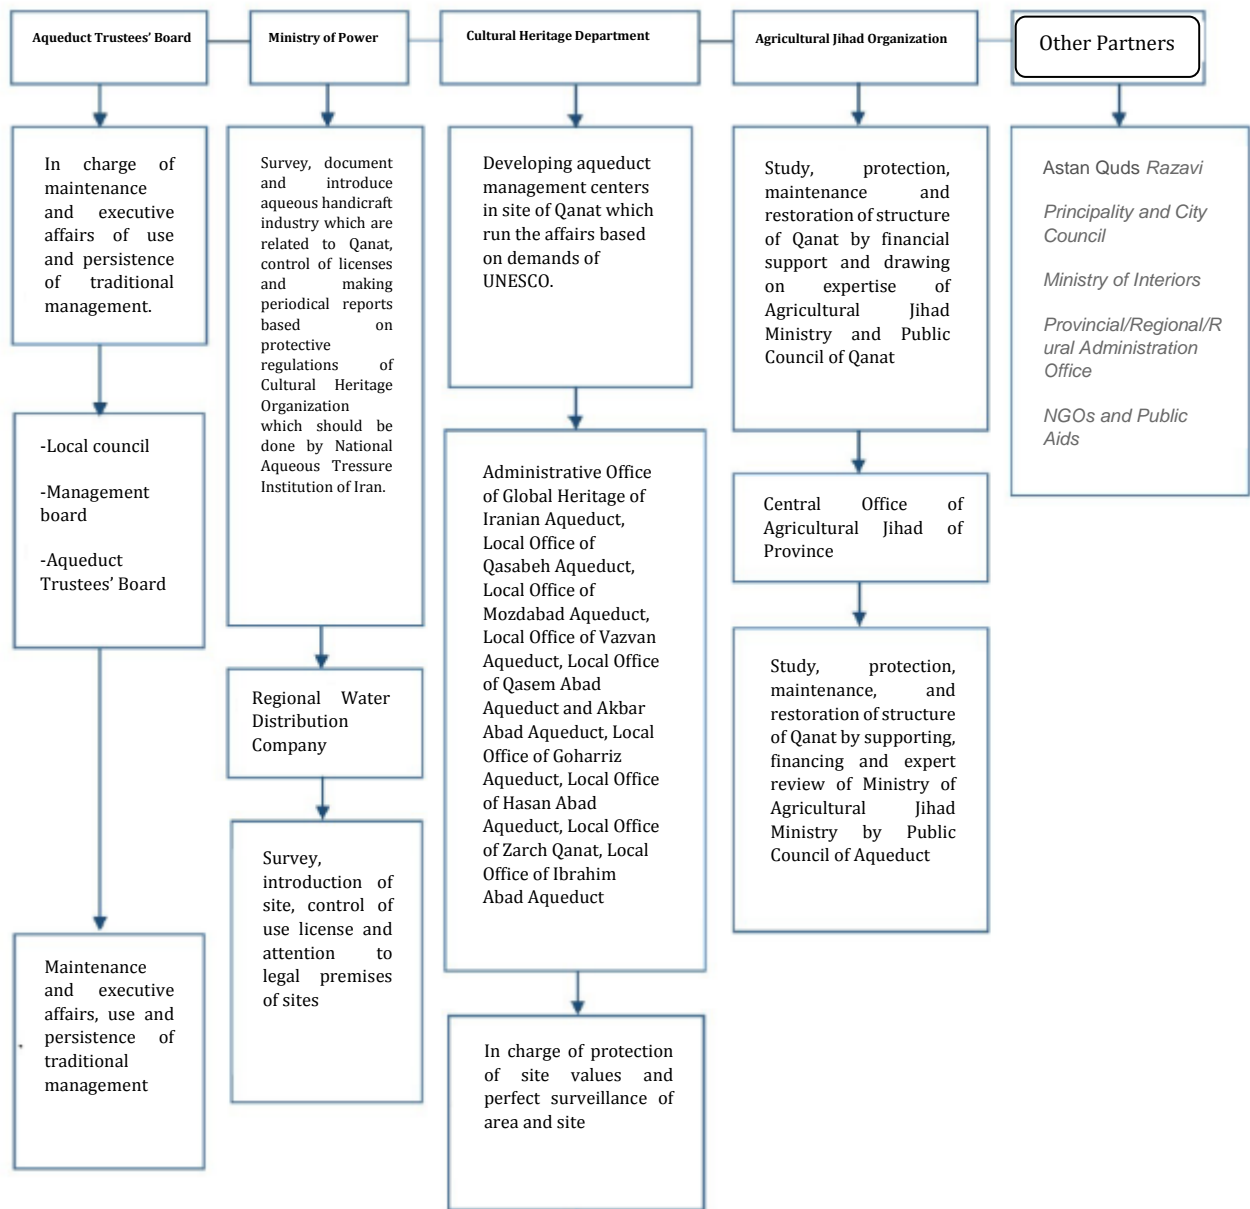 Aqueduct Trustees’ Board
Ministry of Power
Cultural Heritage Department
Agricultural Jihad Organization
Other Partners
In charge of
maintenance
and executive
affairs of use
and persistence
of traditional
management.
-Local council
-Management
board
-Aqueduct
Trustees’ Board
Maintenance
and executive
affairs, use and
persistence of
traditional
management
Survey, document
and introduce
aqueous handicraft
industry which are
related to Qanat,
control of licenses
and making
periodical reports
based on
protective
regulations of
Cultural Heritage
Organization
which should be
done by National
Aqueous Tressure
Institution of Iran.
Regional Water
Distribution
Company
Survey,
introduction of
site, control of
use license and
attention to
legal premises
of sites
Developing aqueduct
management centers
in site of Qanat which
run the affairs based
on demands of
UNESCO.
Administrative Office
of Global Heritage of
Iranian Aqueduct,
Local Office of
Qasabeh Aqueduct,
Local Office of
Mozdabad Aqueduct,
Local Office of Vazvan
Aqueduct, Local Office
of Qasem Abad
Aqueduct and Akbar
Abad Aqueduct, Local
Office of Goharriz
Aqueduct, Local Office
of Hasan Abad
Aqueduct, Local Office
of Zarch Qanat, Local
Office of Ibrahim
Abad Aqueduct
In charge of protection
of site values and
perfect surveillance of
area and site
Study, protection,
maintenance and
restoration of structure
of Qanat by financial
support and drawing
on expertise of
Agricultural Jihad
Ministry and Public
Council of Qanat
Central Office of
Agricultural Jihad of
Province
Study, protection,
maintenance, and
restoration of structure
of Qanat by supporting,
financing and expert
review of Ministry of
Agricultural Jihad
Ministry by Public
Council of Aqueduct
Astan Quds Razavi
Principality and City
Council
Ministry of Interiors
Provincial/Regional/R
ural Administration
Office
NGOs and Public
Aids